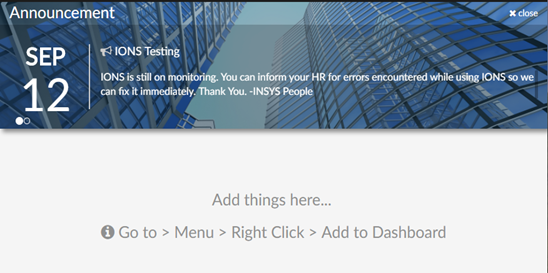 Announcement
close
SEP
12
IONS Testing
IONS is still on monitoring. You can inform your HR for errors encountered while using IONS so we
can fix it immediately. Thank You. -INSYS People
Add things here...
Go to > Menu > Right Click > Add to Dashboard